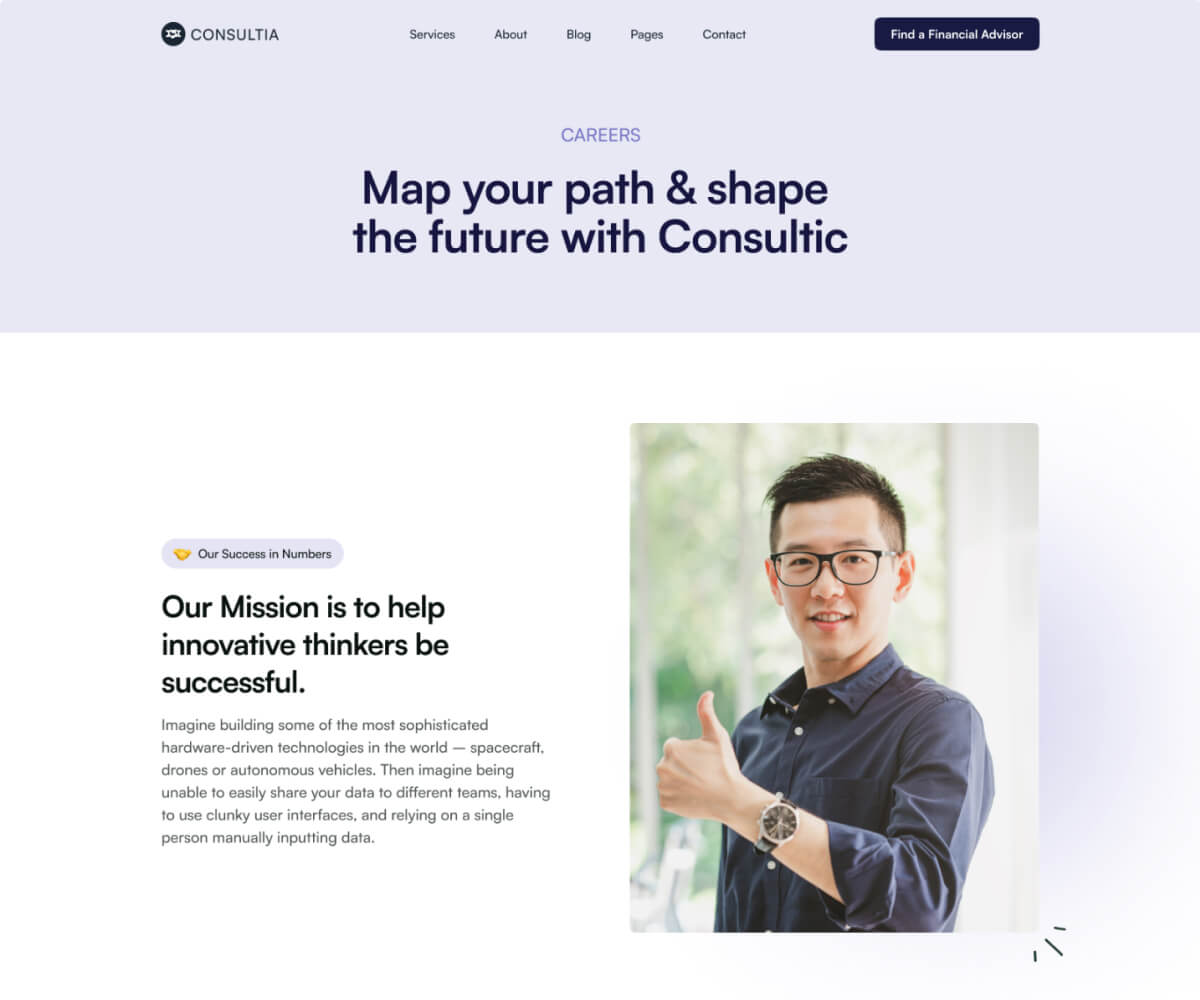 CONSULTIA
Services About Blog Pages Contact
Find a Financial Advisor
CAREERS
Map your path & shape
the future with Consultic
Our Success in Numbers
Our Mission is to help
innovative thinkers be
successful.
Imagine building some of the most sophisticated
hardware-driven technologies in the world — spacecraft,
drones or autonomous vehicles. Then imagine being
unable to easily share your data to different teams, having
to use clunky user interfaces, and relying on a single
person manually inputting data.